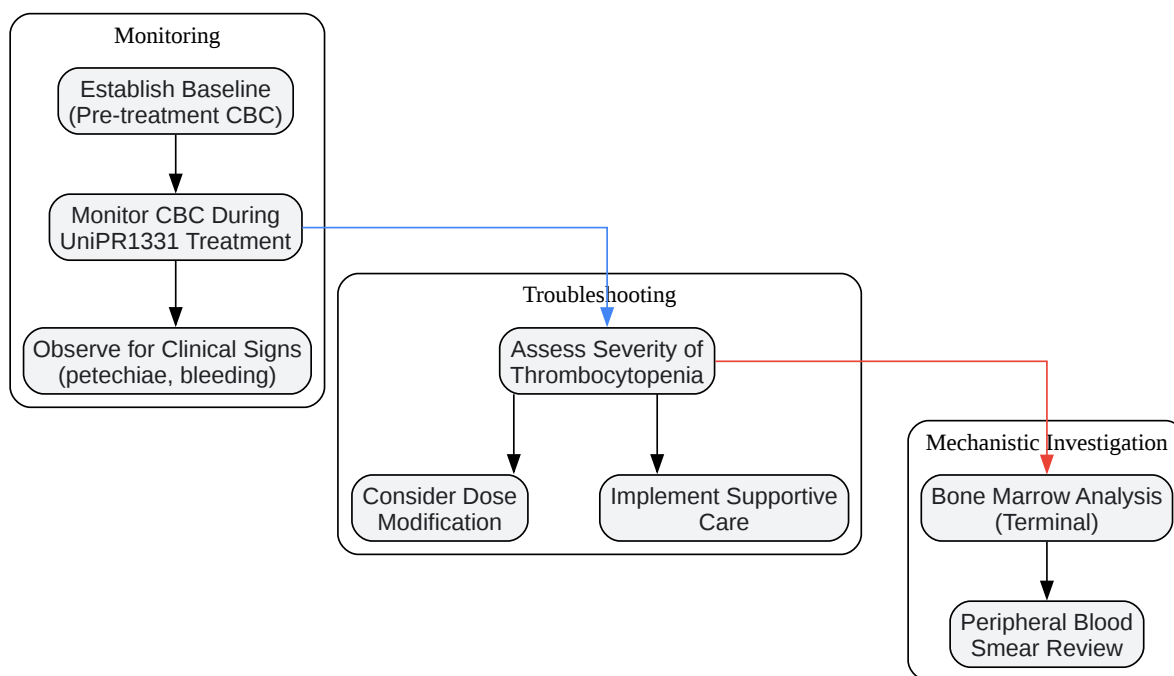 Monitoring
Establish Baseline
(Pre-treatment CBC)
Monitor CBC During
UniPR1331 Treatment
Observe for Clinical Signs
(petechiae, bleeding)
Troubleshooting
Assess Severity of
Thrombocytopenia
Consider Dose
Modification
Implement Supportive
Care
Mechanistic Investigation
Bone Marrow Analysis
(Terminal)
Peripheral Blood
Smear Review